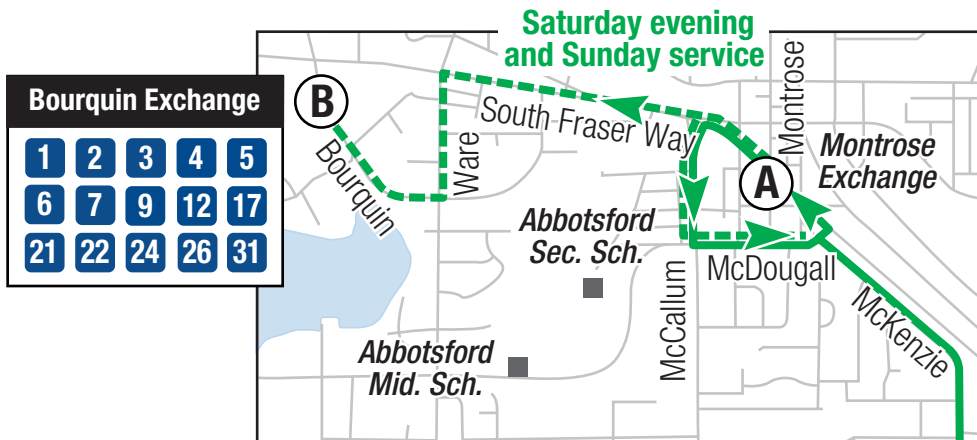 Saturday evening
and Sunday service
Bourquin Exchange
1 2 3 4 5
6 7 9 12 17
21 22 24 26 31
B
Bourquin
Ware
South Fraser Way
Montrose
A
Montrose
Exchange
Abbotsford
Sec. Sch.
McDougall
McCallum
McKenzie
Abbotsford
Mid. Sch.